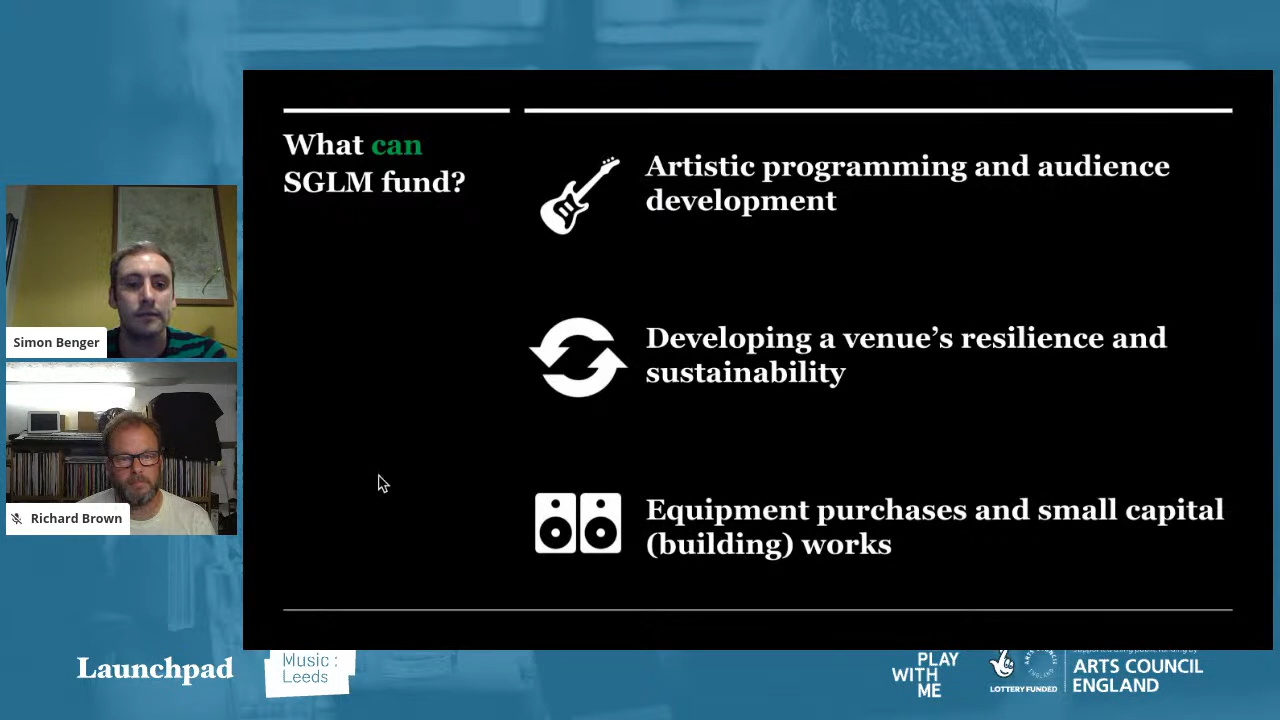 What can
SGLM fund?
Artistic programming and audience
development
Developing a venue’s resilience and
sustainability
Equipment purchases and small capital
(building) works
Simon Benger
Richard Brown
Launchpad
Music :
Leeds
PLAY
WITH
ME
LOTTERY FUNDED
ARTS COUNCIL
ENGLAND